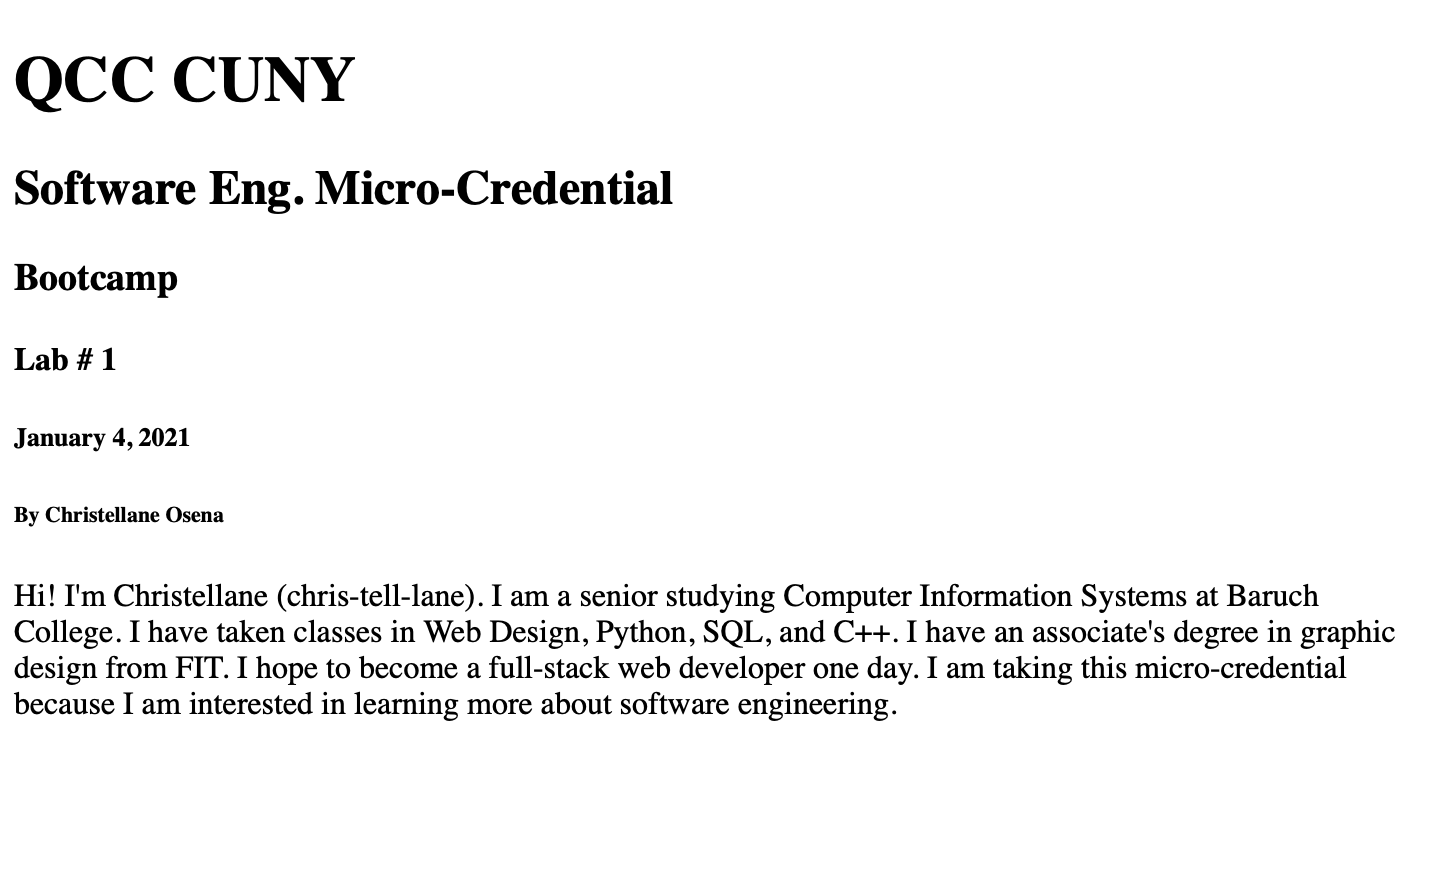 QCC CUNY
Software Eng. Micro-Credential
Bootcamp
Lab # 1
January 4, 2021
By Christellane Osena
Hi! I'm Christellane (chris-tell-lane). I am a senior studying Computer Information Systems at Baruch
College. I have taken classes in Web Design, Python, SQL, and C++. I have an associate's degree in graphic
design from FIT. I hope to become a full-stack web developer one day. I am taking this micro-credential
because I am interested in learning more about software engineering.